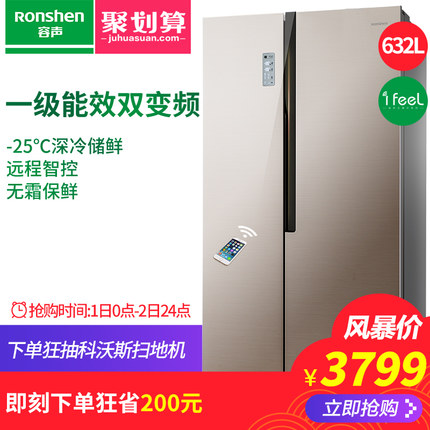 Ronshen
容声
聚划算
juhuasuan.com
632L
ifeel
一级能效双变频
-25℃深冷储鲜
远程智控
无霜保鲜
抢购时间:1日0点-2日24点
下单狂抽科沃斯扫地机
即刻下单狂省200元
风暴价
¥3799
立即抢购